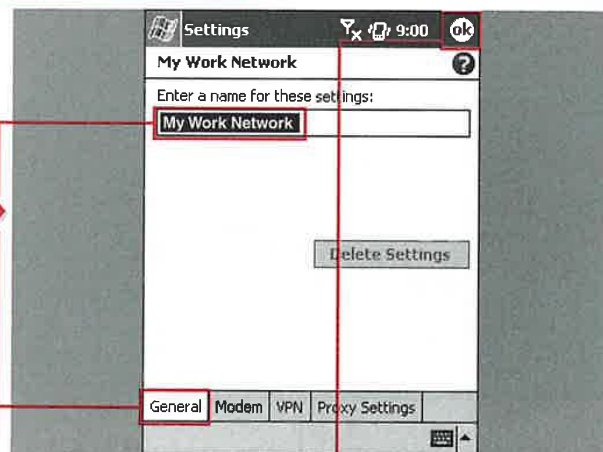 Settings 9:00 ok
My Work Network ?
Enter a name for these settings:
My Work Network
Delete Settings
General Modem VPN Proxy Settings